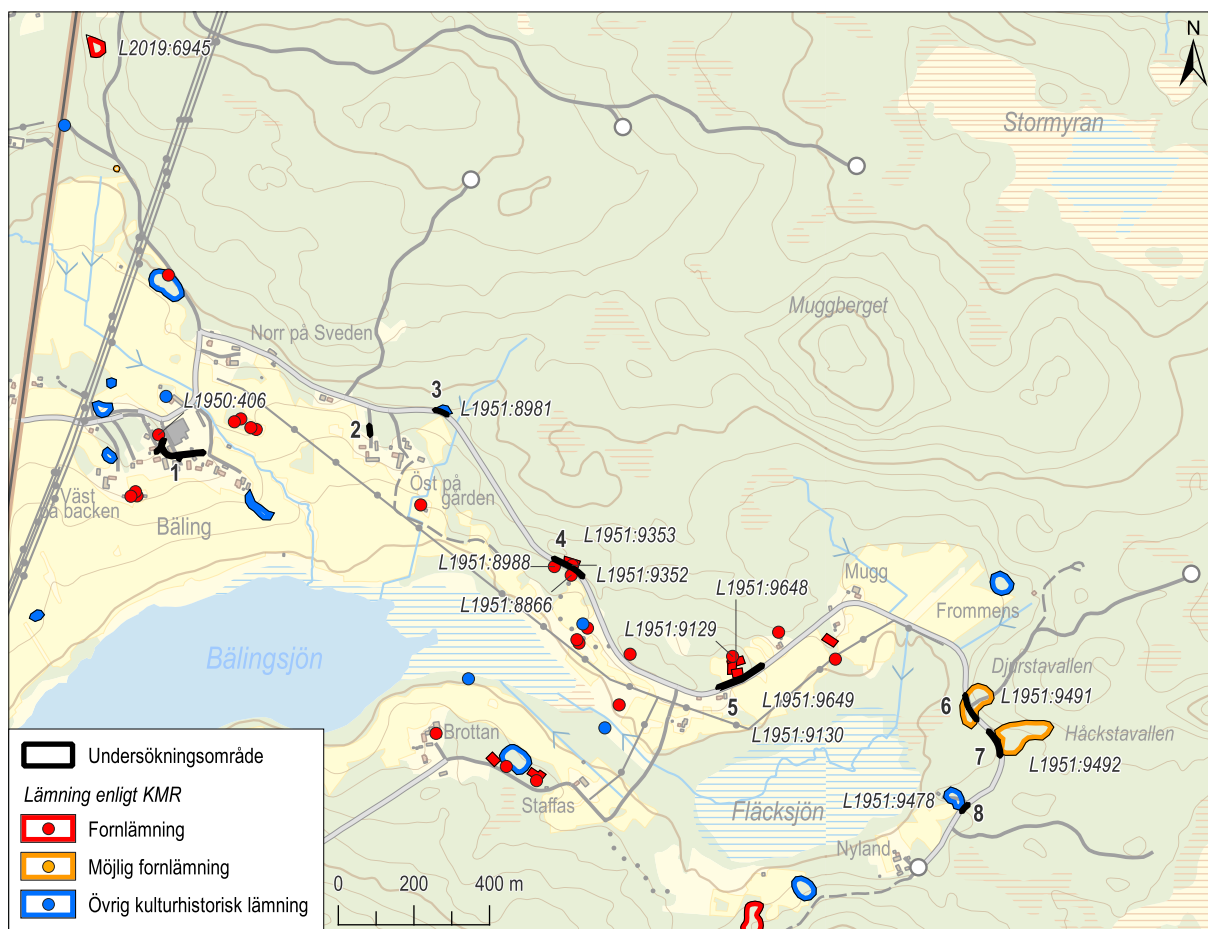 N
L2019:6945
Stormyran
Muggberget
Norr på Sveden
L1950:406
3
L1951:8981
2
1
Öst på
gården
Väst
på backen
Bäling
4
L1951:9353
L1951:8988
L1951:9352
L1951:8866
L1951:9648
Mugg
L1951:9129
Frommens
Bälingsjön
Djurstavallen
L1951:9491
6
5
L1951:9649
L1951:9130
Håckstavallen
7
L1951:9492
Brottan
Staffas
Fläcksjön
L1951:9478
8
Nyland
Undersökningsområde
Lämning enligt KMR
Fornlämning
Möjlig fornlämning
Övrig kulturhistorisk lämning
0 200 400 m